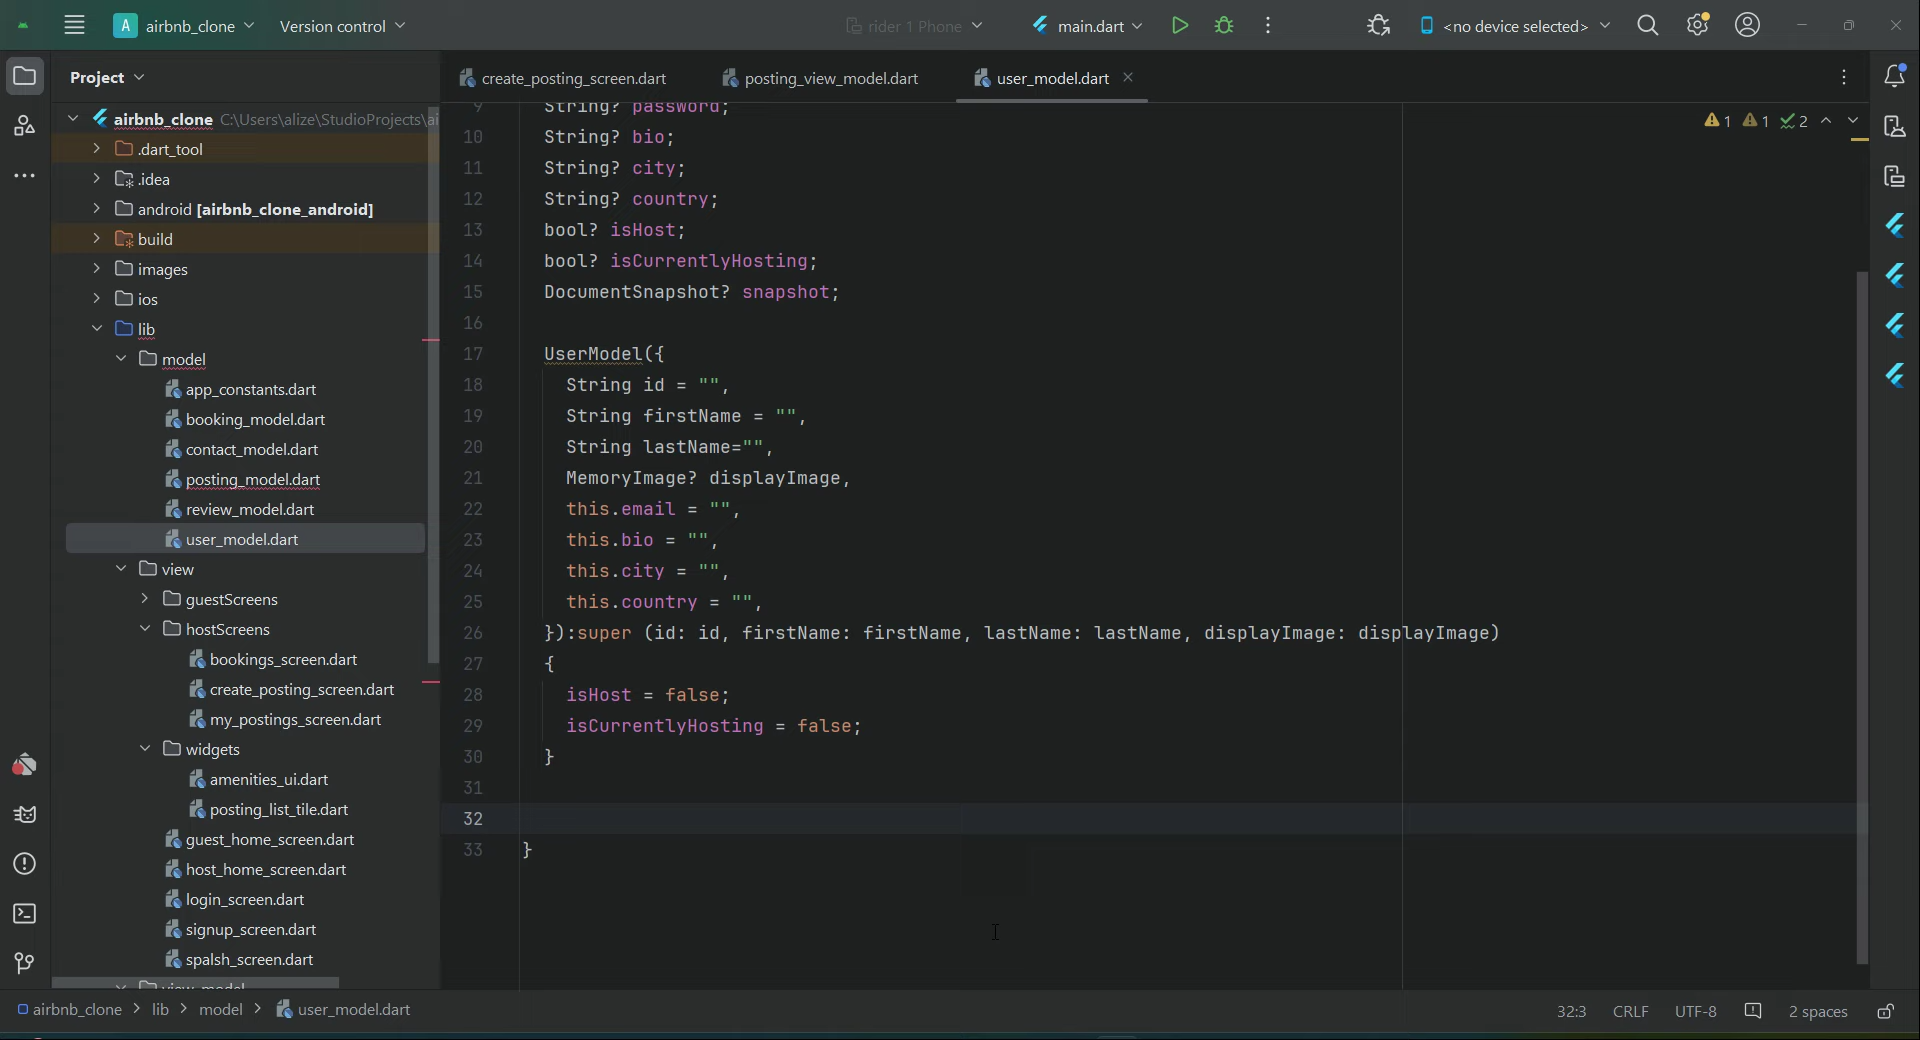 A airbnb_clone Version control rider 1 Phone main.dart <no device selected>
Project
create_posting_screen.dart posting_view_model.dart user_model.dart
airbnb_clone C:\Users\alize\StudioProjects\ai
.dart_tool
.idea
android [airbnb_clone_android]
build
images
ios
lib
model
app_constants.dart
booking_model.dart
contact_model.dart
posting_model.dart
review_model.dart
user_model.dart
view
guestScreens
hostScreens
bookings_screen.dart
create_posting_screen.dart
my_postings_screen.dart
widgets
amenities_ui.dart
posting_list_tile.dart
guest_home_screen.dart
host_home_screen.dart
login_screen.dart
signup_screen.dart
spalsh_screen.dart
view_model
1 1 2
9 String? password;
10 String? bio;
11 String? city;
12 String? country;
13 bool? isHost;
14 bool? isCurrentlyHosting;
15 DocumentSnapshot? snapshot;
16
17 UserModel({
18 String id = "",
19 String firstName = "",
20 String lastName="",
21 MemoryImage? displayImage,
22 this.email = "",
23 this.bio = "",
24 this.city = "",
25 this.country = "",
26 }):super (id: id, firstName: firstName, lastName: lastName, displayImage: displayImage)
27 {
28 isHost = false;
29 isCurrentlyHosting = false;
30 }
31
32
33 }
airbnb_clone > lib > model > user_model.dart 32:3 CRLF UTF-8 2 spaces